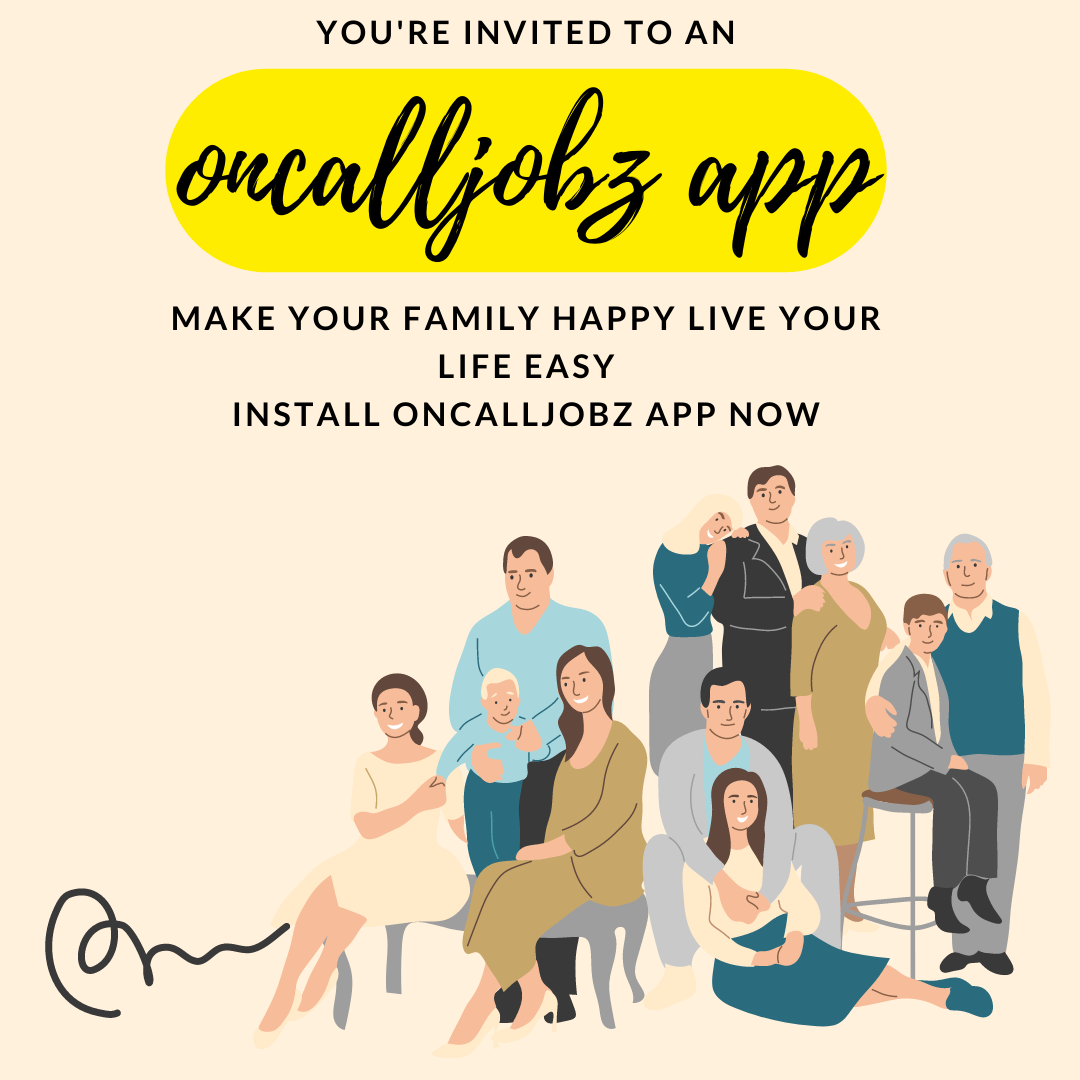 YOU'RE INVITED TO AN
oncalljobz app
MAKE YOUR FAMILY HAPPY LIVE YOUR
LIFE EASY
INSTALL ONCALLJOBZ APP NOW